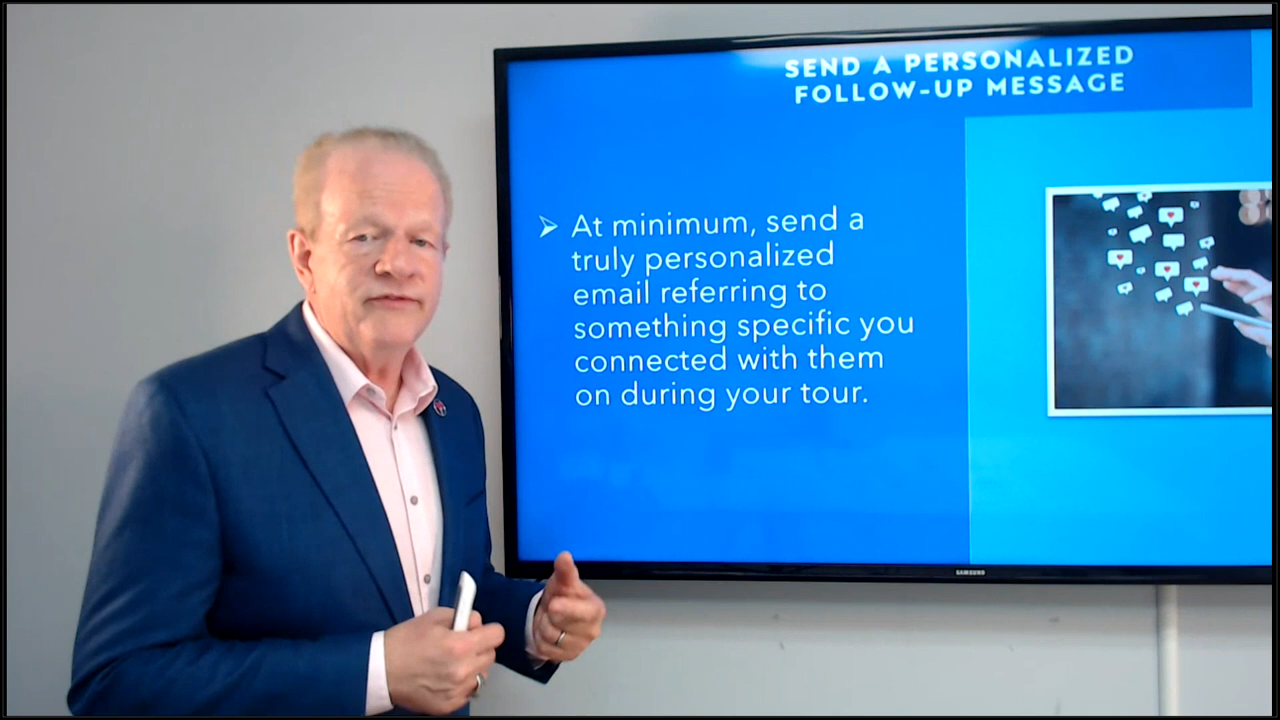 SEND A PERSONALIZED
FOLLOW-UP MESSAGE
➢ At minimum, send a
truly personalized
email referring to
something specific you
connected with them
on during your tour.
SAMSUNG